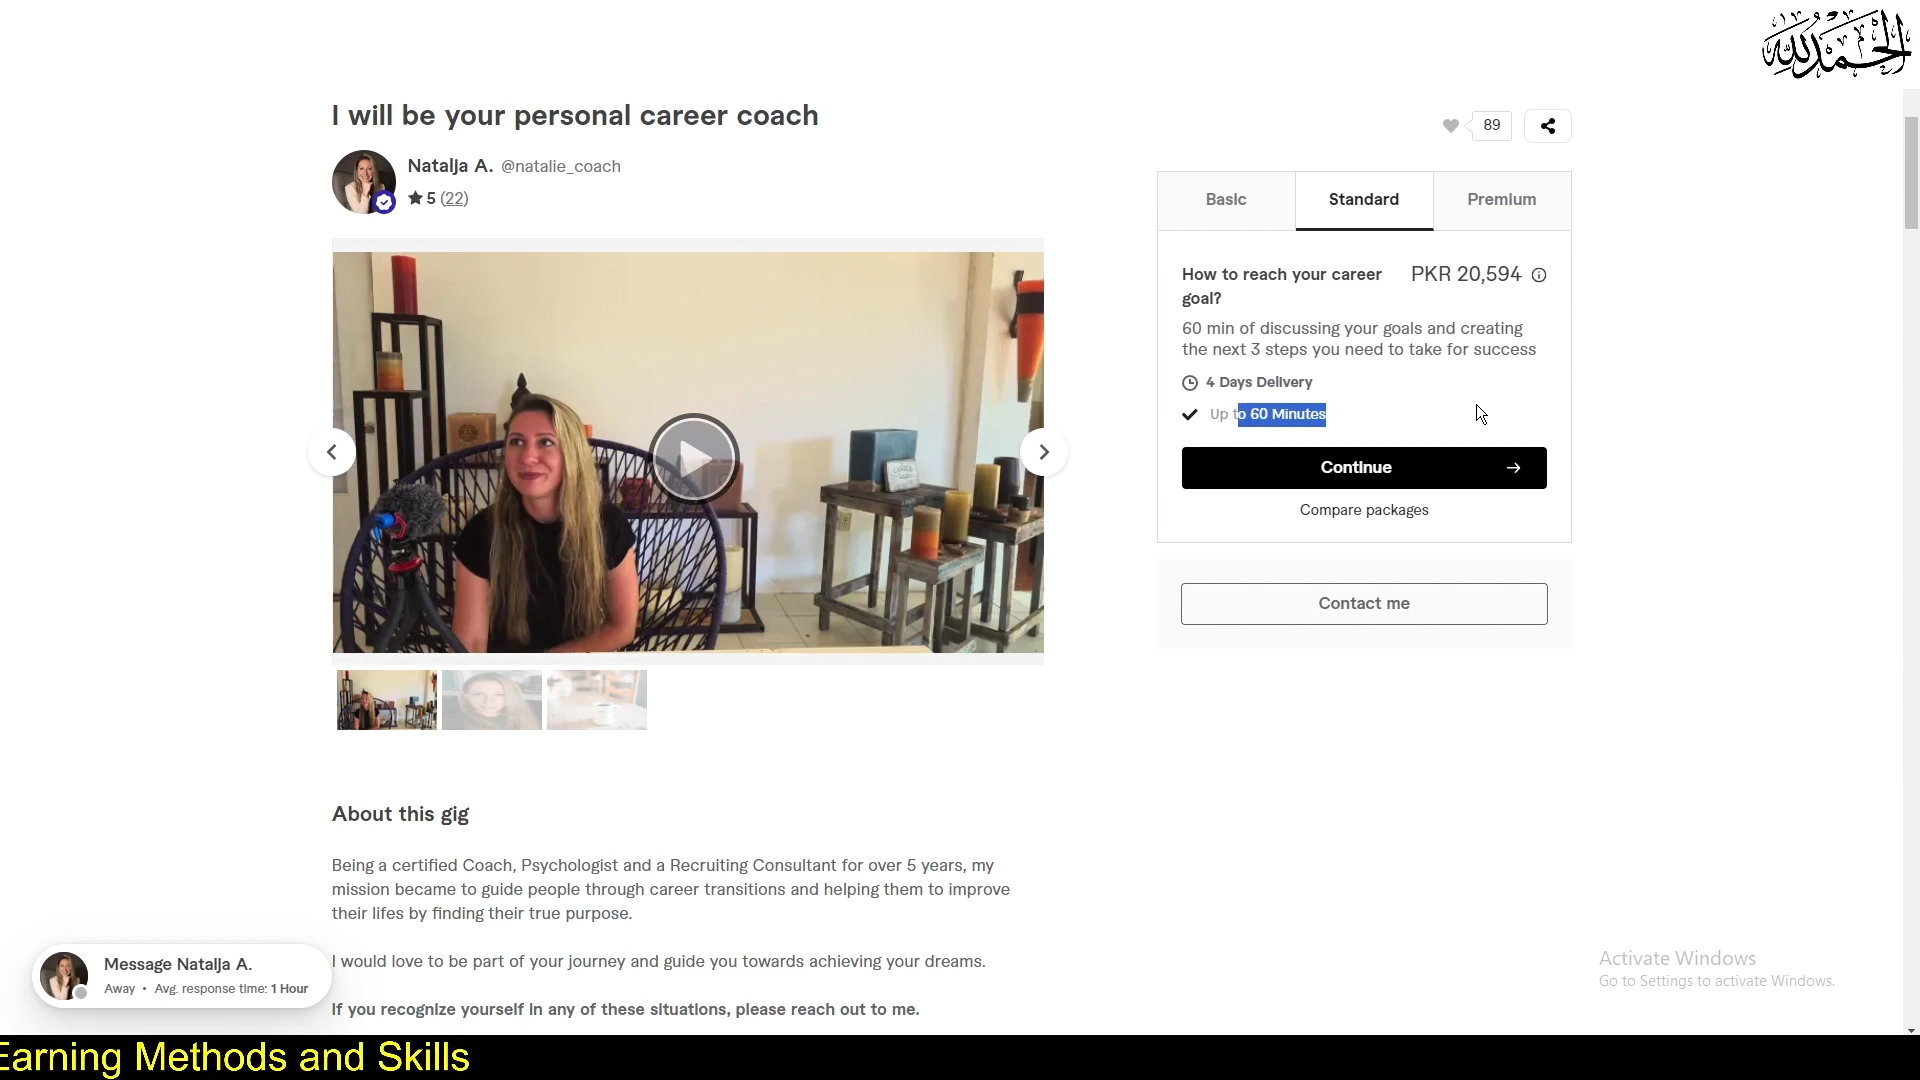 الحمدلله
I will be your personal career coach
Natalja A. @natalie_coach
5 (22)
89
Basic
Standard
Premium
How to reach your career goal?
PKR 20,594
60 min of discussing your goals and creating
the next 3 steps you need to take for success
4 Days Delivery
Up to 60 Minutes
Continue
Compare packages
Contact me
About this gig
Being a certified Coach, Psychologist and a Recruiting Consultant for over 5 years, my
mission became to guide people through career transitions and helping them to improve
their lifes by finding their true purpose.
I would love to be part of your journey and guide you towards achieving your dreams.
If you recognize yourself in any of these situations, please reach out to me.
Message Natalja A.
Away • Avg. response time: 1 Hour
Activate Windows
Go to Settings to activate Windows.
Earning Methods and Skills